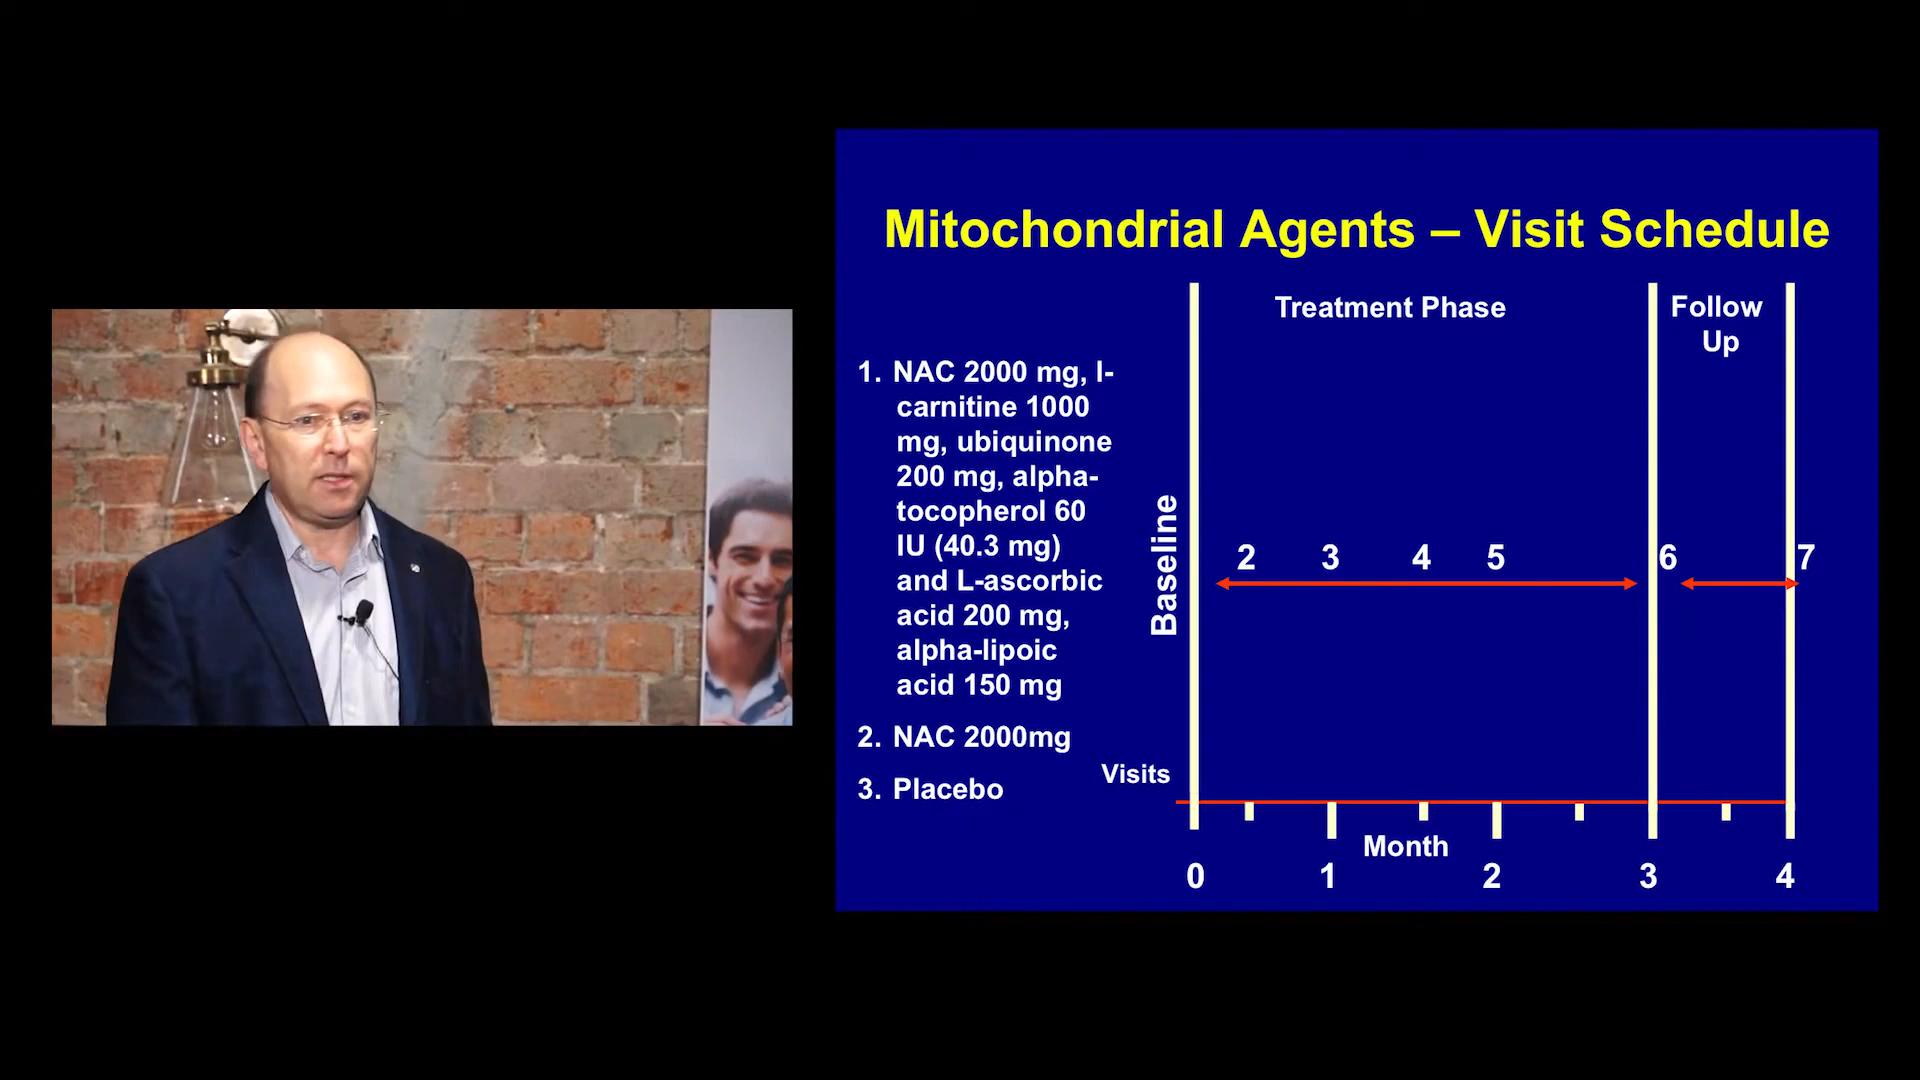 Mitochondrial Agents – Visit Schedule
Treatment Phase
Follow
Up
1. NAC 2000 mg, l-
carnitine 1000
mg, ubiquinone
200 mg, alpha-
tocopherol 60
IU (40.3 mg)
and L-ascorbic
acid 200 mg,
alpha-lipoic
acid 150 mg
2. NAC 2000mg
3. Placebo
Baseline
2 3 4 5 6 7
Visits
Month
0 1 2 3 4